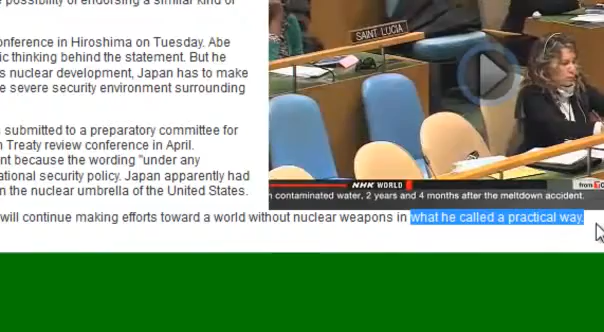 possibility of endorsing a similar kind of
onference in Hiroshima on Tuesday. Abe
ic thinking behind the statement. But he
s nuclear development, Japan has to make
e severe security environment surrounding
submitted to a preparatory committee for
n Treaty review conference in April.
nt because the wording "under any
ational security policy. Japan apparently had
n the nuclear umbrella of the United States.
SAINT LUCIA
NHK WORLD
from
n contaminated water, 2 years and 4 months after the meltdown accident.
will continue making efforts toward a world without nuclear weapons in what he called a practical way.